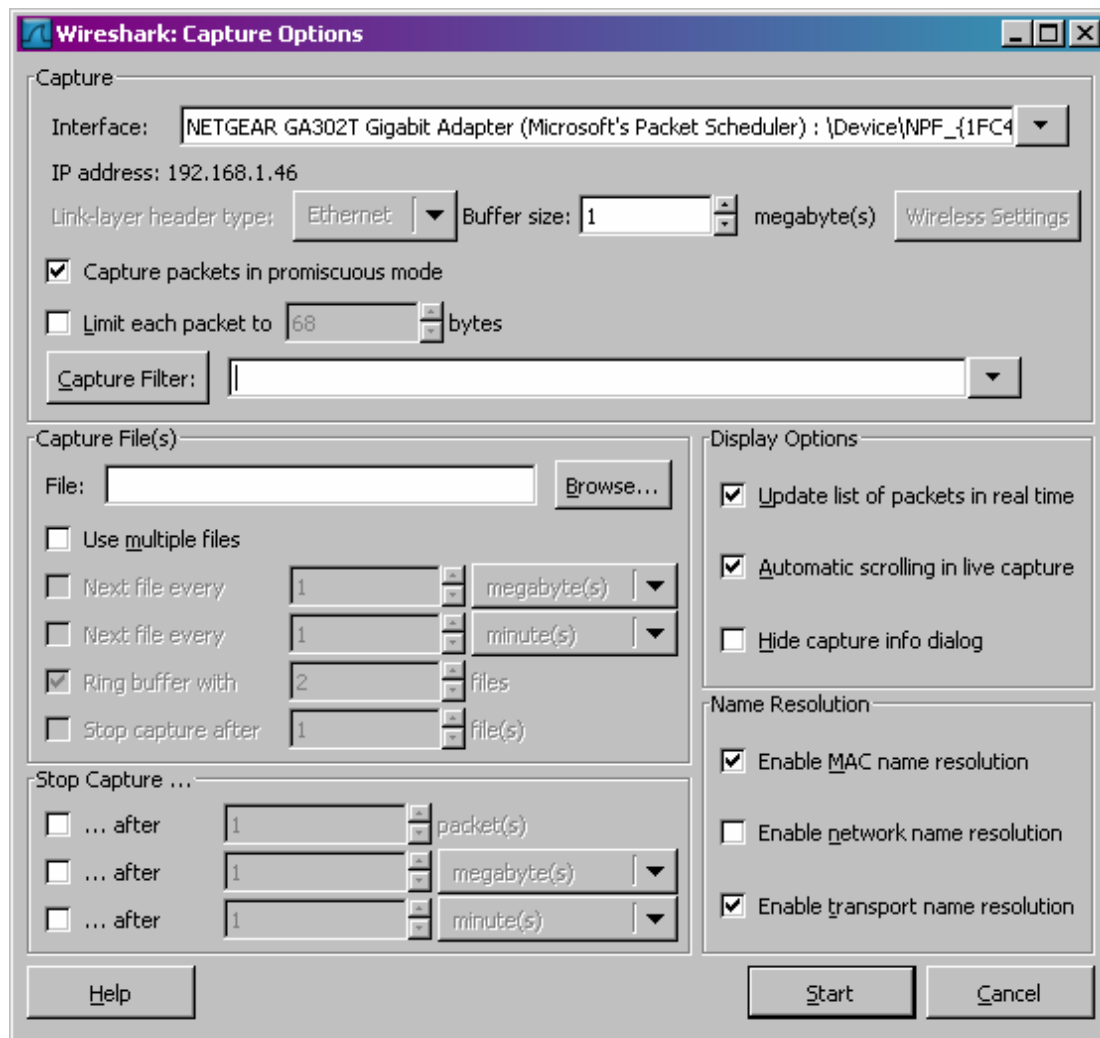 Wireshark: Capture Options
Capture
Interface: NETGEAR GA302T Gigabit Adapter (Microsoft's Packet Scheduler) : \Device\NPF_{1FC4
IP address: 192.168.1.46
Link-layer header type: Ethernet Buffer size: 1 megabyte(s) Wireless Settings
Capture packets in promiscuous mode
Limit each packet to 68 bytes
Capture Filter:
Capture File(s)
File: Browse...
Use multiple files
Next file every 1 megabyte(s)
Next file every 1 minute(s)
Ring buffer with 2 files
Stop capture after 1 file(s)
Stop Capture ...
... after 1 packet(s)
... after 1 megabyte(s)
... after 1 minute(s)
Display Options
Update list of packets in real time
Automatic scrolling in live capture
Hide capture info dialog
Name Resolution
Enable MAC name resolution
Enable network name resolution
Enable transport name resolution
Help Start Cancel